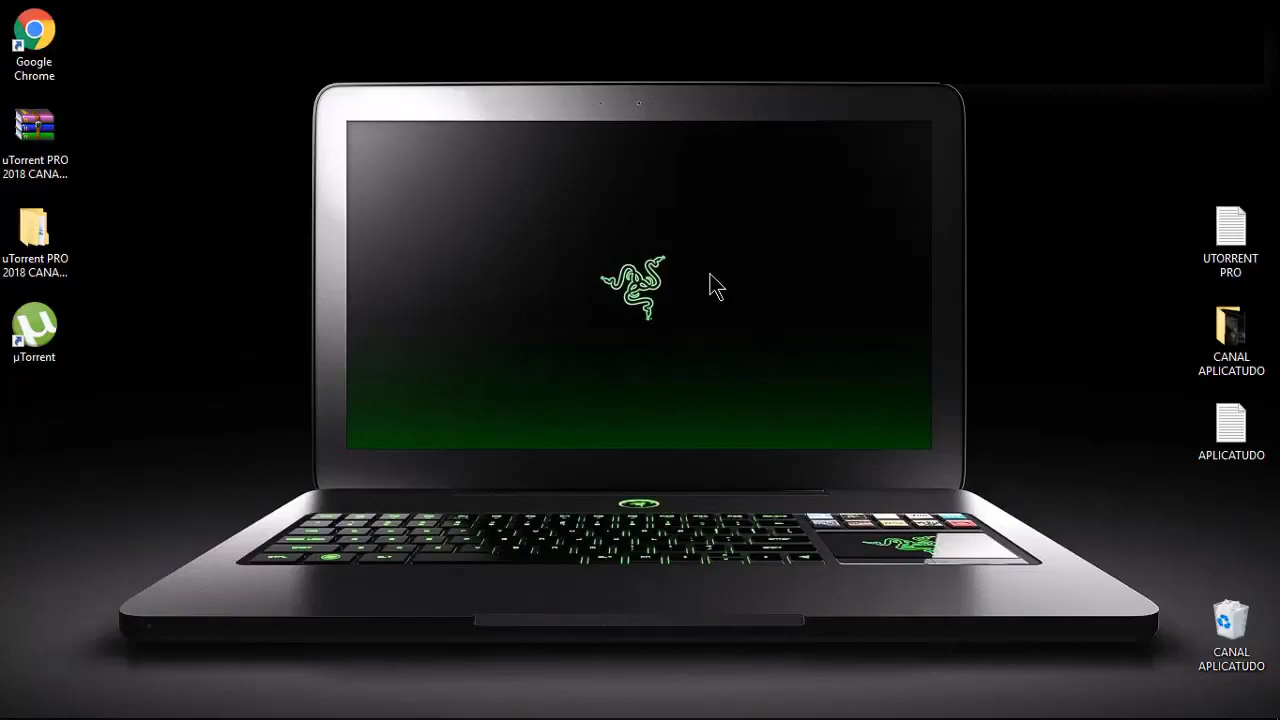 Google
Chrome
uTorrent PRO
2018 CANA...
uTorrent PRO
2018 CANA...
µTorrent
UTORRENT
PRO
CANAL
APLICATUDO
APLICATUDO
CANAL
APLICATUDO